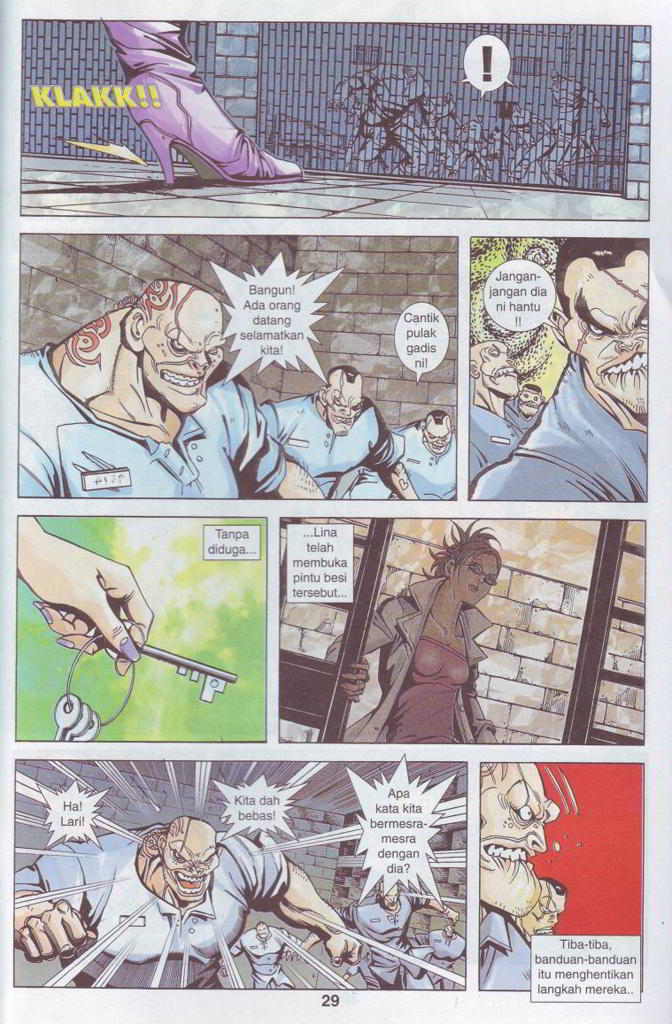 KLAKK!!
!
Bangun!
Ada orang
datang
selamatkan
kita!
Cantik
pulak
gadis
ni!
Jangan-
jangan dia
ni hantu
!!
Tanpa
diduga...
...Lina
telah
membuka
pintu besi
tersebut...
Ha!
Lari!
Kita dah
bebas!
Apa
kata kita
bermesra-
mesra
dengan
dia?
Tiba-tiba,
banduan-banduan
itu menghentikan
langkah mereka..
29